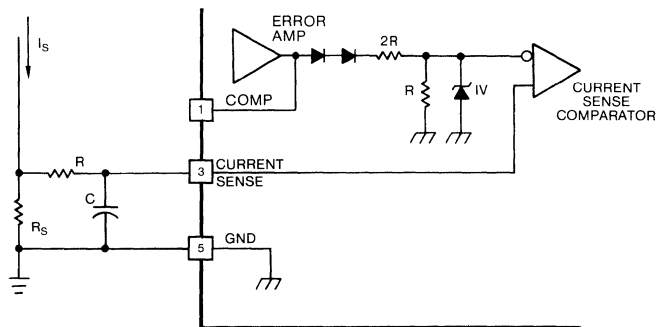 ERROR
AMP
I_S
2R
1
COMP
R
IV
CURRENT
SENSE
COMPARATOR
R
3
CURRENT
SENSE
C
R_S
5
GND